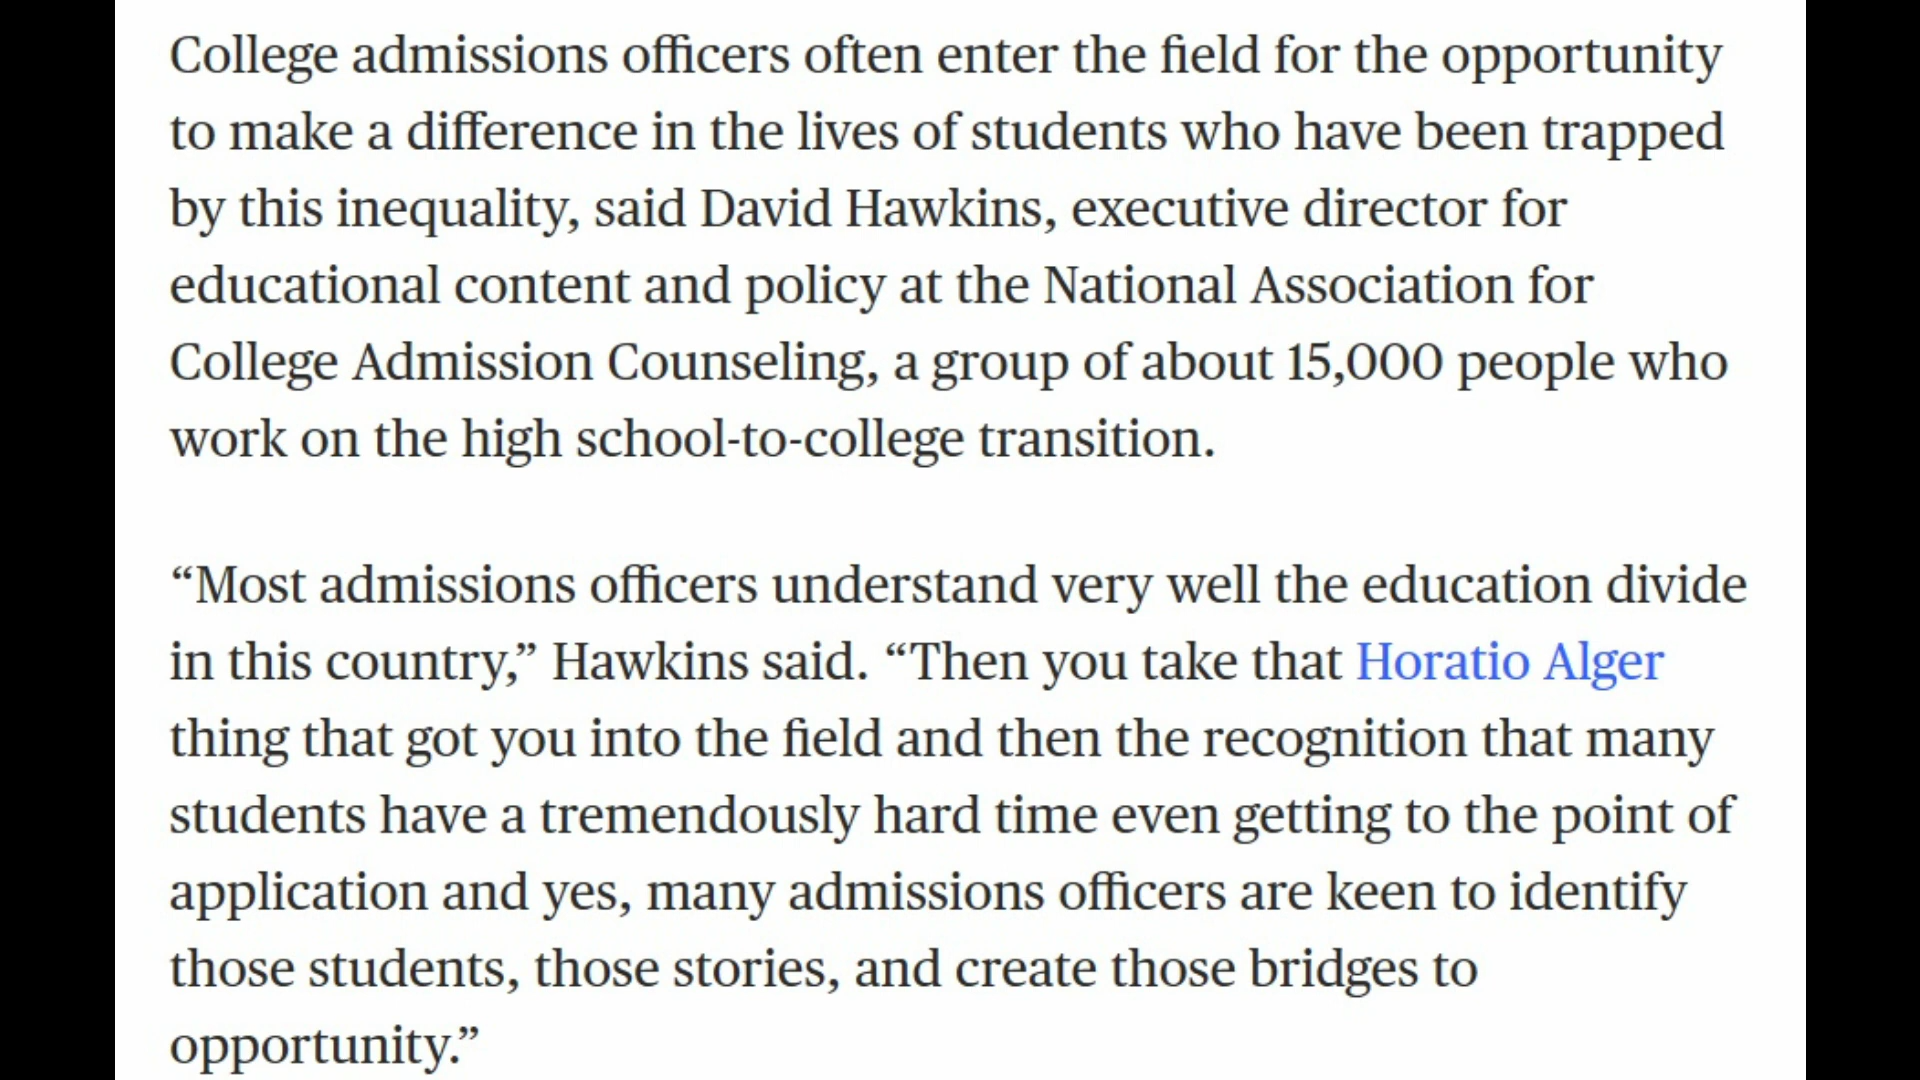 College admissions officers often enter the field for the opportunity
to make a difference in the lives of students who have been trapped
by this inequality, said David Hawkins, executive director for
educational content and policy at the National Association for
College Admission Counseling, a group of about 15,000 people who
work on the high school-to-college transition.
“Most admissions officers understand very well the education divide
in this country,” Hawkins said. “Then you take that Horatio Alger
thing that got you into the field and then the recognition that many
students have a tremendously hard time even getting to the point of
application and yes, many admissions officers are keen to identify
those students, those stories, and create those bridges to
opportunity.”